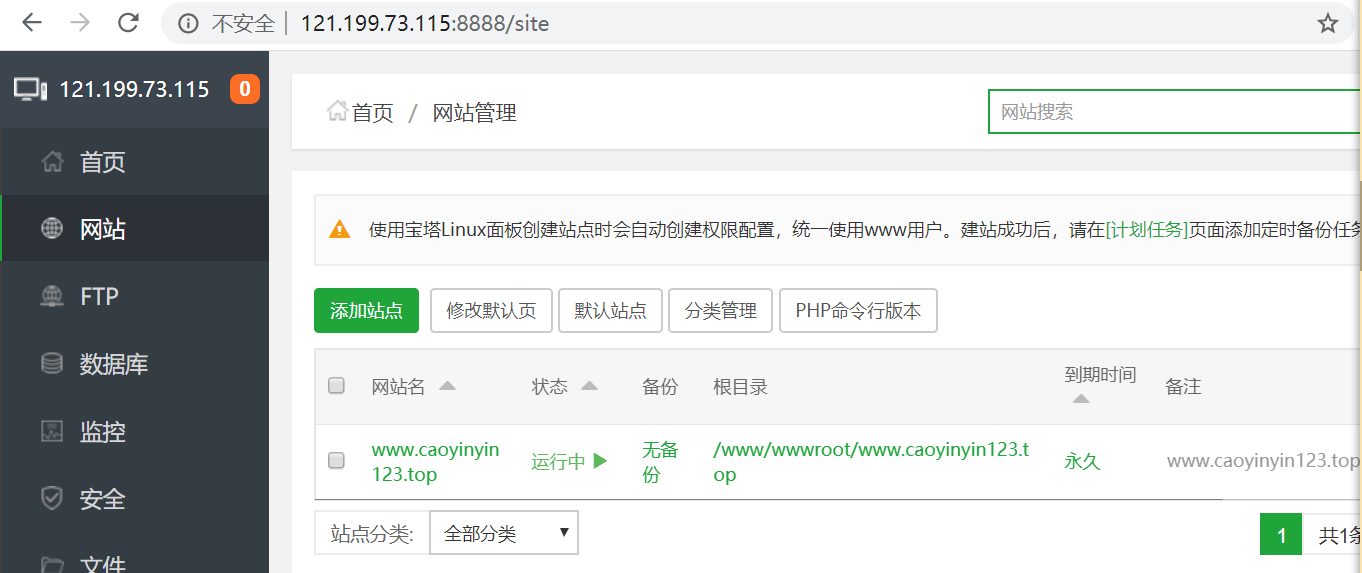 不安全 | 121.199.73.115:8888/site
121.199.73.115 0
首页
网站
FTP
数据库
监控
安全
文件
首页 / 网站管理
网站搜索
使用宝塔Linux面板创建站点时会自动创建权限配置，统一使用www用户。建站成功后，请在[计划任务]页面添加定时备份任务
添加站点 修改默认页 默认站点 分类管理 PHP命令行版本
网站名 状态 备份 根目录 到期时间 备注
www.caoyinyin
123.top
运行中
无备
份
/www/wwwroot/www.caoyinyin123.t
op
永久
www.caoyinyin123.top
站点分类: 全部分类
1 共1条